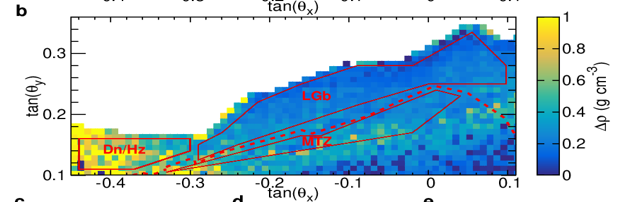 tan(θx)
b
0.3
0.2
0.1
tan(θy)
LGb
MTZ
Dn/Hz
-0.4 -0.3 -0.2 -0.1 0 0.1
tan(θx)
1
0.8
0.6
0.4
0.2
0
Δρ (g cm-3)
c d e